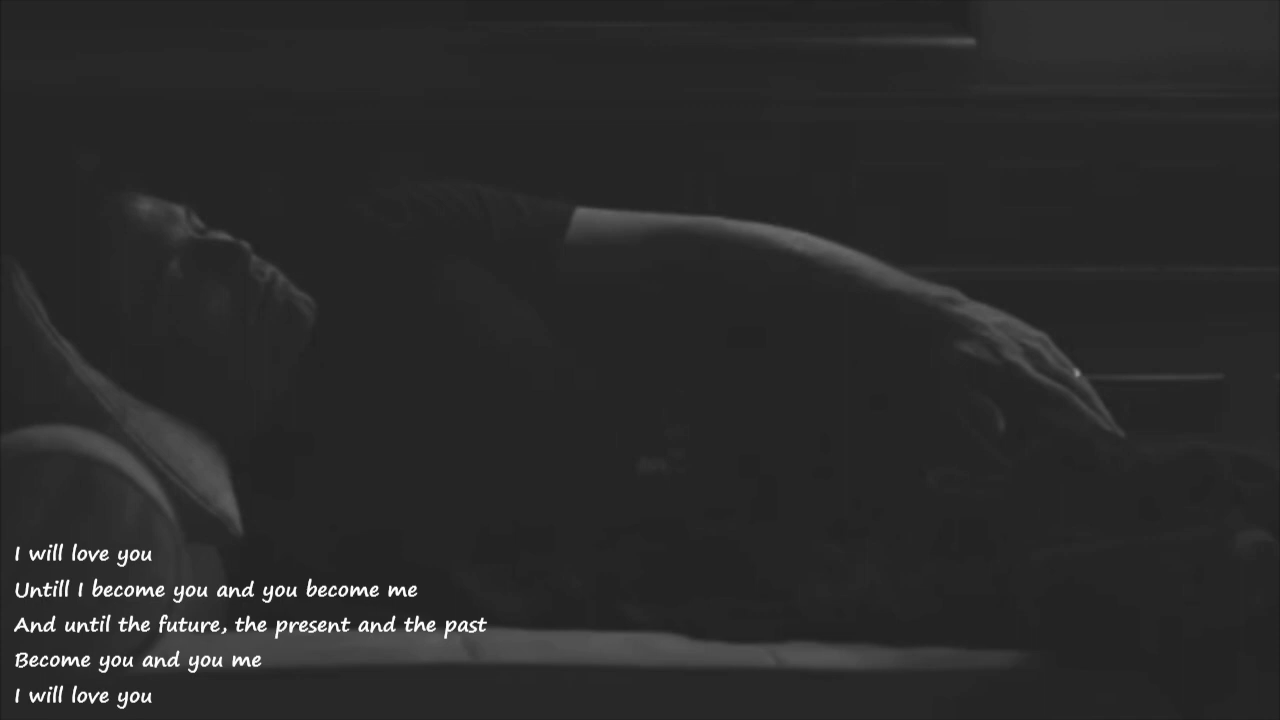 I will love you
Untill I become you and you become me
And until the future, the present and the past
Become you and you me
I will love you